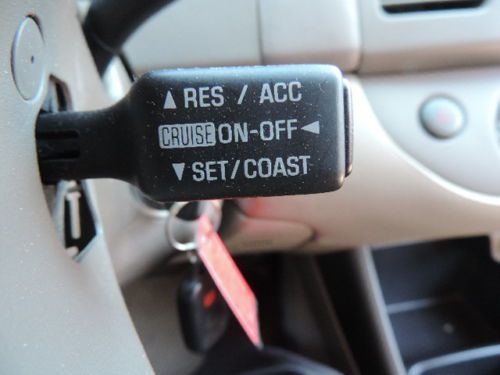 ▲ RES / ACC
CRUISE ON-OFF ◄
▼ SET/COAST